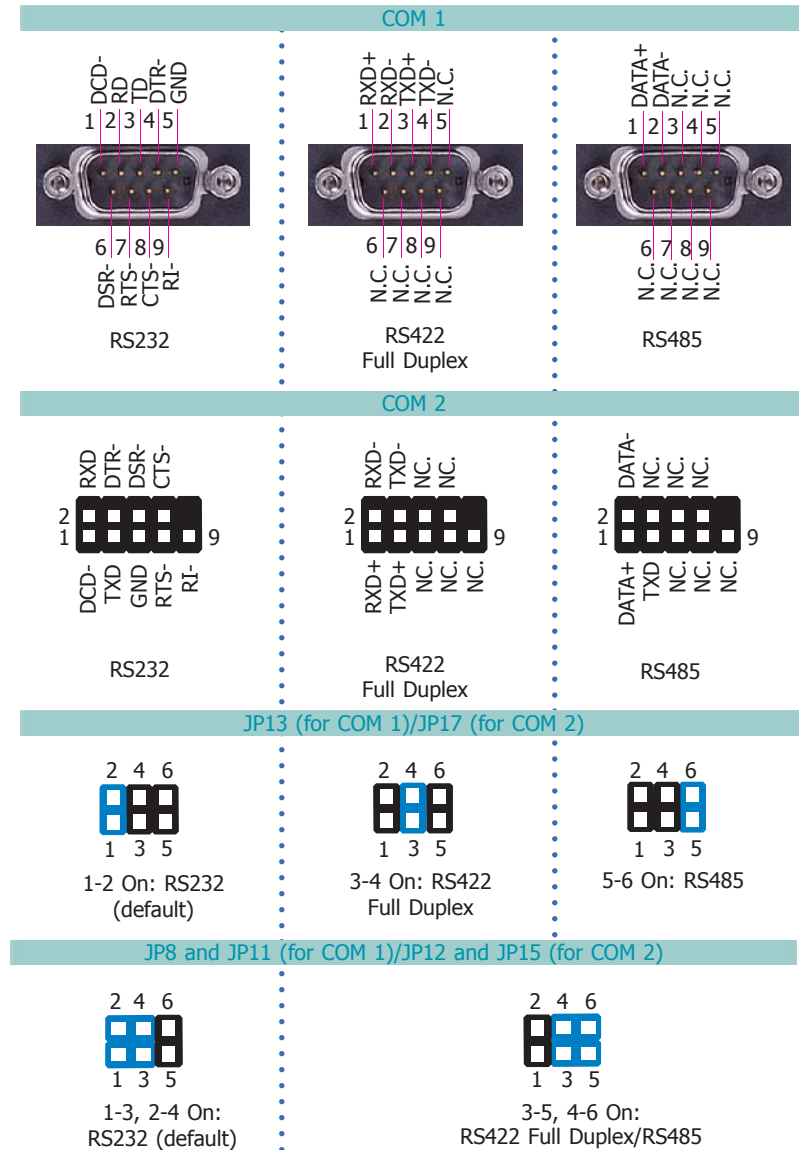 COM 1
DCD- RD TD DTR- GND
1 2 3 4 5
6 7 8 9
DSR- RTS- CTS- RI-
RS232
RXD+ RXD- TXD+ TXD- N.C.
1 2 3 4 5
6 7 8 9
N.C. N.C. N.C. N.C.
RS422
Full Duplex
DATA+ DATA- N.C. N.C. N.C.
1 2 3 4 5
6 7 8 9
N.C. N.C. N.C. N.C.
RS485
COM 2
RXD DTR- DSR- CTS-
2
1 9
DCD- TXD GND RTS- RI-
RS232
RXD- TXD- NC. NC.
2
1 9
RXD+ TXD+ NC. NC. NC.
RS422
Full Duplex
DATA- NC. NC. NC.
2
1 9
DATA+ TXD NC. NC. NC.
RS485
JP13 (for COM 1)/JP17 (for COM 2)
2 4 6
1 3 5
1-2 On: RS232
(default)
2 4 6
1 3 5
3-4 On: RS422
Full Duplex
2 4 6
1 3 5
5-6 On: RS485
JP8 and JP11 (for COM 1)/JP12 and JP15 (for COM 2)
2 4 6
1 3 5
1-3, 2-4 On:
RS232 (default)
2 4 6
1 3 5
3-5, 4-6 On:
RS422 Full Duplex/RS485